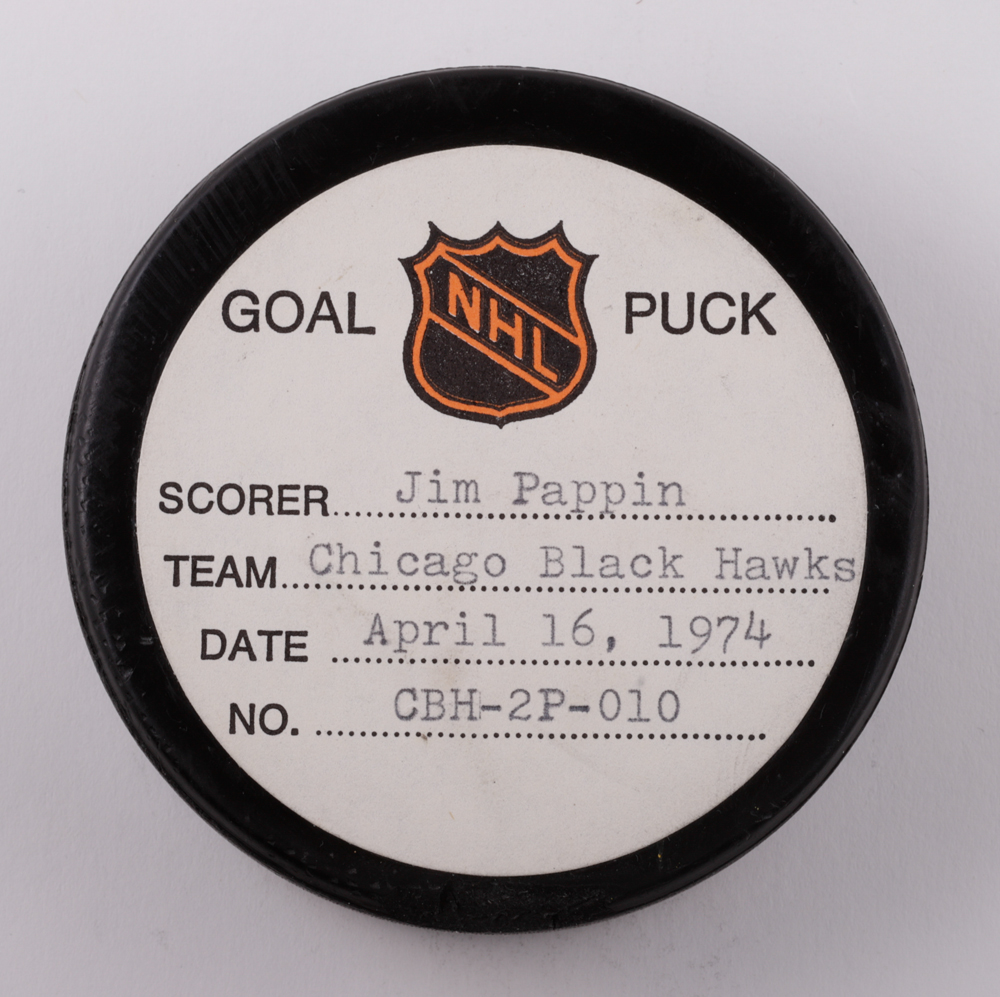 GOAL NHL PUCK
SCORER.....Jim Pappin
TEAM...Chicago Black Hawks
DATE ...April 16, 1974
NO. ...CBH-2P-010